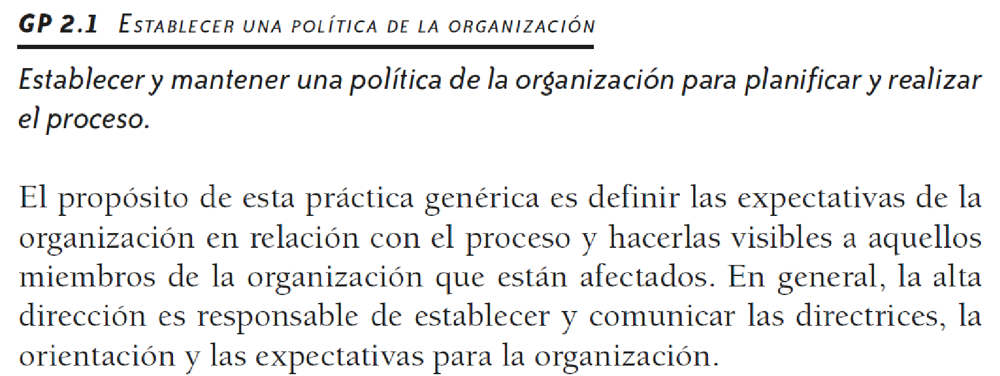 GP 2.1 ESTABLECER UNA POLÍTICA DE LA ORGANIZACIÓN
Establecer y mantener una política de la organización para planificar y realizar
el proceso.
El propósito de esta práctica genérica es definir las expectativas de la
organización en relación con el proceso y hacerlas visibles a aquellos
miembros de la organización que están afectados. En general, la alta
dirección es responsable de establecer y comunicar las directrices, la
orientación y las expectativas para la organización.